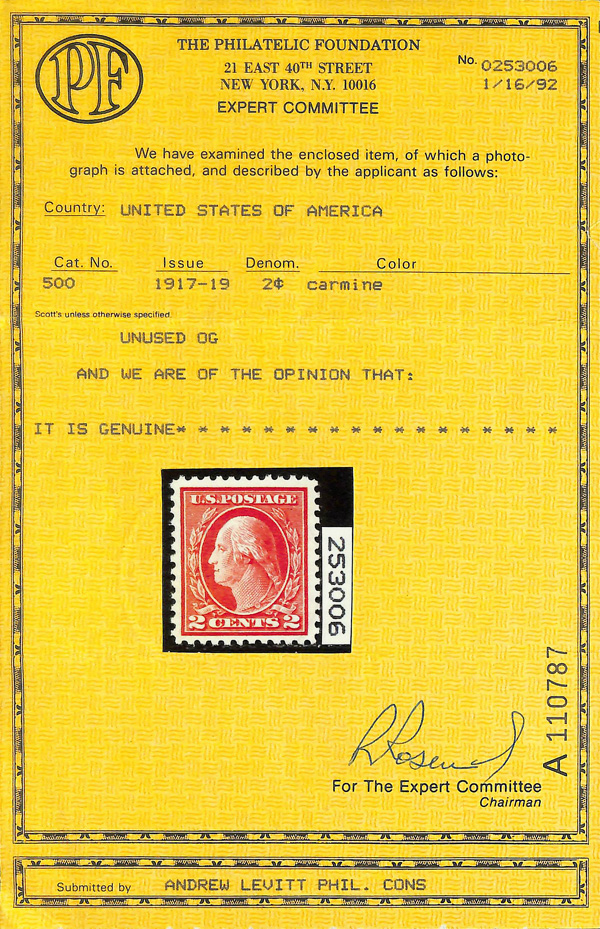 PF
THE PHILATELIC FOUNDATION
21 EAST 40TH STREET
NEW YORK, N.Y. 10016
EXPERT COMMITTEE
No. 0253006
1/16/92
We have examined the enclosed item, of which a photo-
graph is attached, and described by the applicant as follows:
Country: UNITED STATES OF AMERICA
Cat. No. Issue Denom. Color
500 1917-19 2¢ carmine
Scott's unless otherwise specified.
UNUSED OG
AND WE ARE OF THE OPINION THAT:
IT IS GENUINE* * * * * * * * * * * * * * * * * *
U.S.POSTAGE
2 CENTS 2
253006
A 110787
For The Expert Committee
Chairman
Submitted by ANDREW LEVITT PHIL. CONS